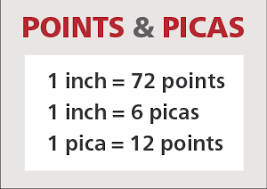 POINTS & PICAS
1 inch = 72 points
1 inch = 6 picas
1 pica = 12 points